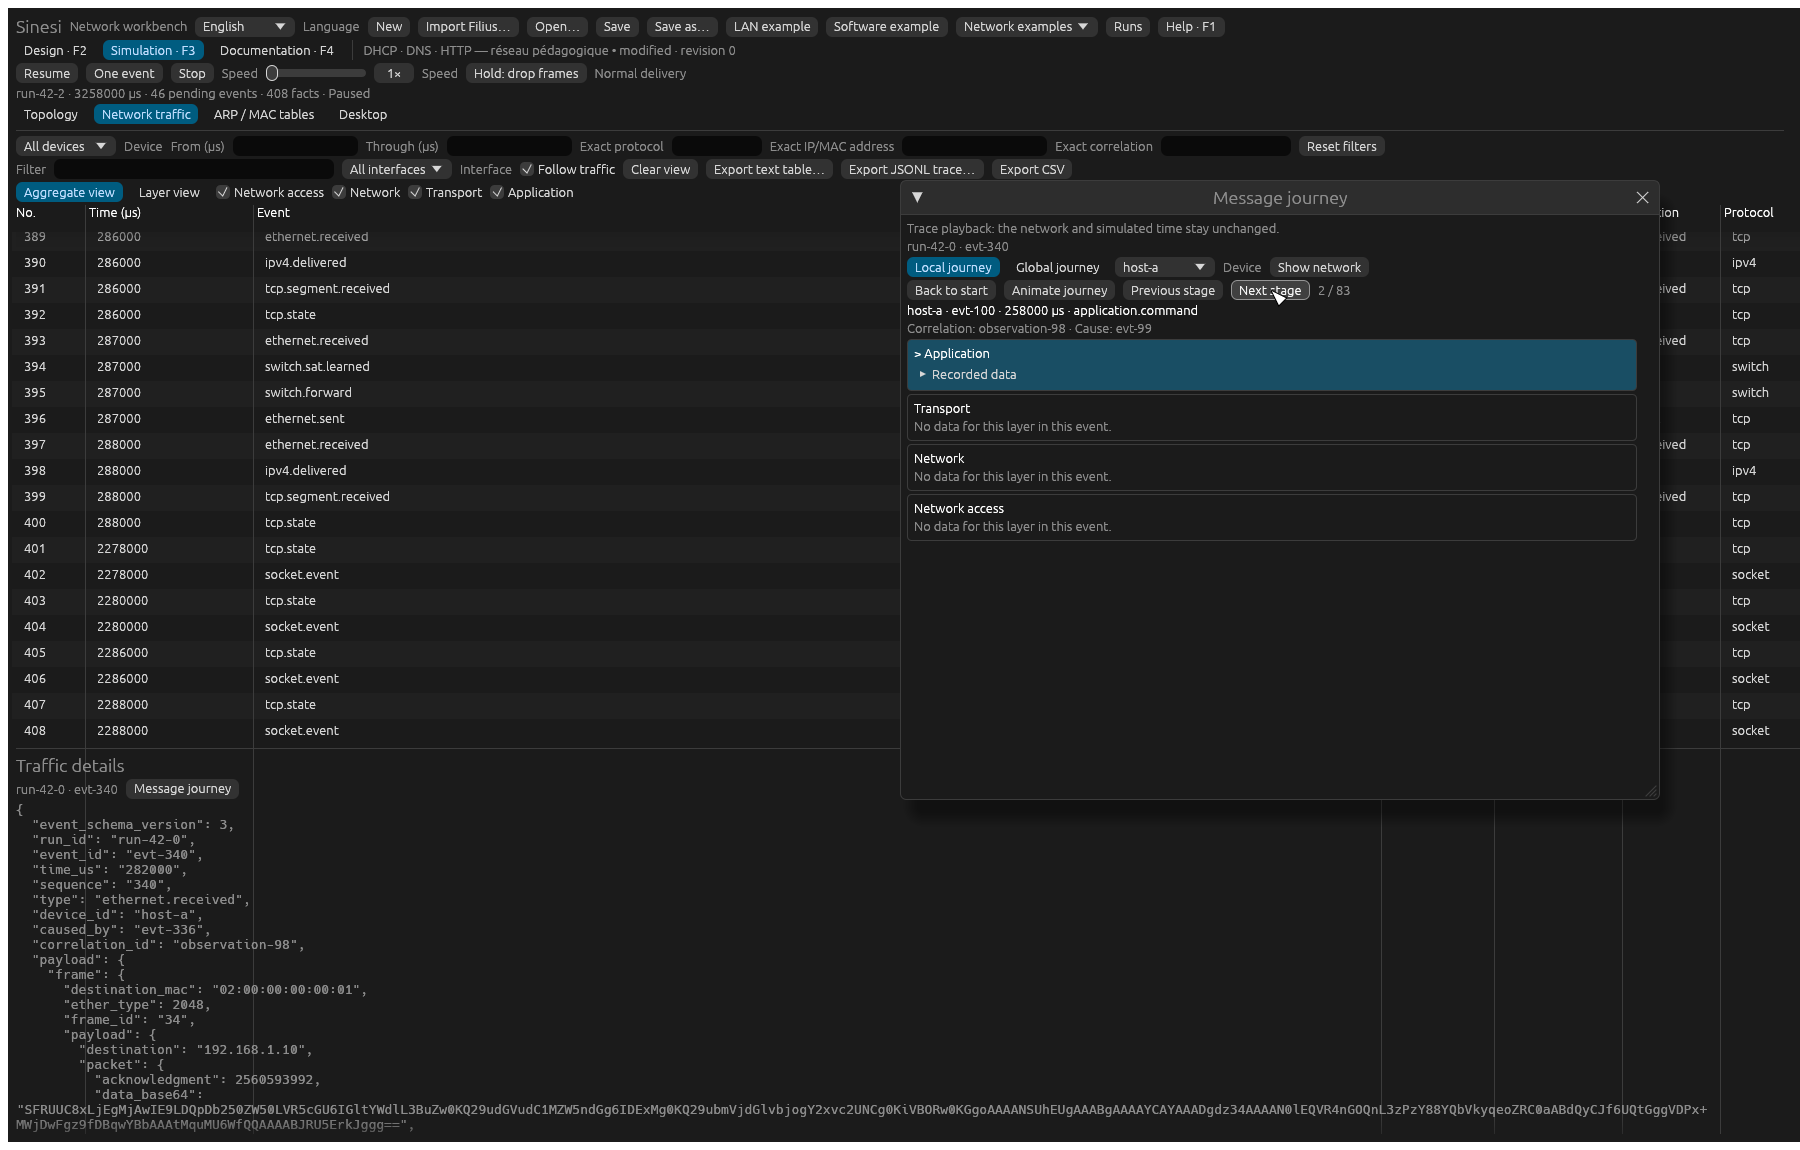 Sinesi Network workbench English Language New Import Filius... Open... Save Save as... LAN example Software example Network examples Runs Help · F1
Design · F2 Simulation · F3 Documentation · F4 DHCP · DNS · HTTP — réseau pédagogique • modified · revision 0
Resume One event Stop Speed 1× Speed Hold: drop frames Normal delivery
run-42-2 · 3258000 µs · 46 pending events · 408 facts · Paused
Topology Network traffic ARP / MAC tables Desktop
All devices Device From (µs) Through (µs) Exact protocol Exact IP/MAC address Exact correlation Reset filters
Filter All interfaces Interface Follow traffic Clear view Export text table... Export JSONL trace... Export CSV
Aggregate view Layer view Network access Network Transport Application
No. Time (µs) Event ion Protocol
389 286000 ethernet.received ived tcp
390 286000 ipv4.delivered ipv4
391 286000 tcp.segment.received ived tcp
392 286000 tcp.state tcp
393 287000 ethernet.received ived tcp
394 287000 switch.sat.learned switch
395 287000 switch.forward switch
396 287000 ethernet.sent tcp
397 288000 ethernet.received ived tcp
398 288000 ipv4.delivered ipv4
399 288000 tcp.segment.received ived tcp
400 288000 tcp.state tcp
401 2278000 tcp.state tcp
402 2278000 socket.event socket
403 2280000 tcp.state tcp
404 2280000 socket.event socket
405 2286000 tcp.state tcp
406 2286000 socket.event socket
407 2288000 tcp.state tcp
408 2288000 socket.event socket
Message journey
Trace playback: the network and simulated time stay unchanged.
run-42-0 · evt-340
Local journey Global journey host-a Device Show network
Back to start Animate journey Previous stage Next stage 2 / 83
host-a · evt-100 · 258000 µs · application.command
Correlation: observation-98 · Cause: evt-99
> Application
Recorded data
Transport
No data for this layer in this event.
Network
No data for this layer in this event.
Network access
No data for this layer in this event.
Traffic details
run-42-0 · evt-340 Message journey
{
"event_schema_version": 3,
"run_id": "run-42-0",
"event_id": "evt-340",
"time_us": "282000",
"sequence": "340",
"type": "ethernet.received",
"device_id": "host-a",
"caused_by": "evt-336",
"correlation_id": "observation-98",
"payload": {
"frame": {
"destination_mac": "02:00:00:00:00:01",
"ether_type": 2048,
"frame_id": "34",
"payload": {
"destination": "192.168.1.10",
"packet": {
"acknowledgment": 2560593992,
"data_base64":